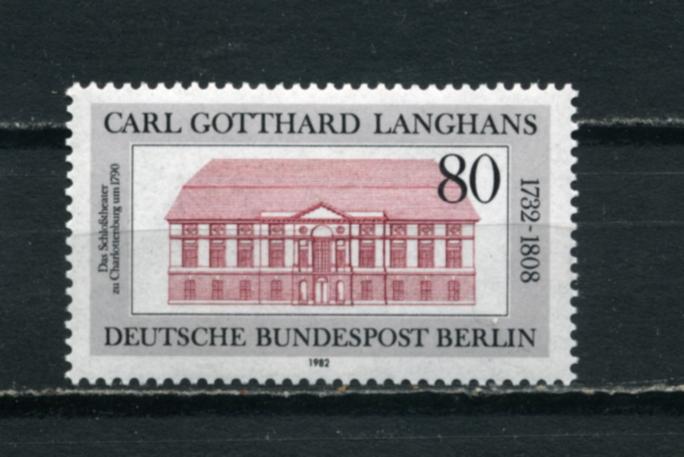 CARL GOTTHARD LANGHANS
80
Das Schloßtheater
zu Charlottenburg um 1790
1732-1808
DEUTSCHE BUNDESPOST BERLIN
1982